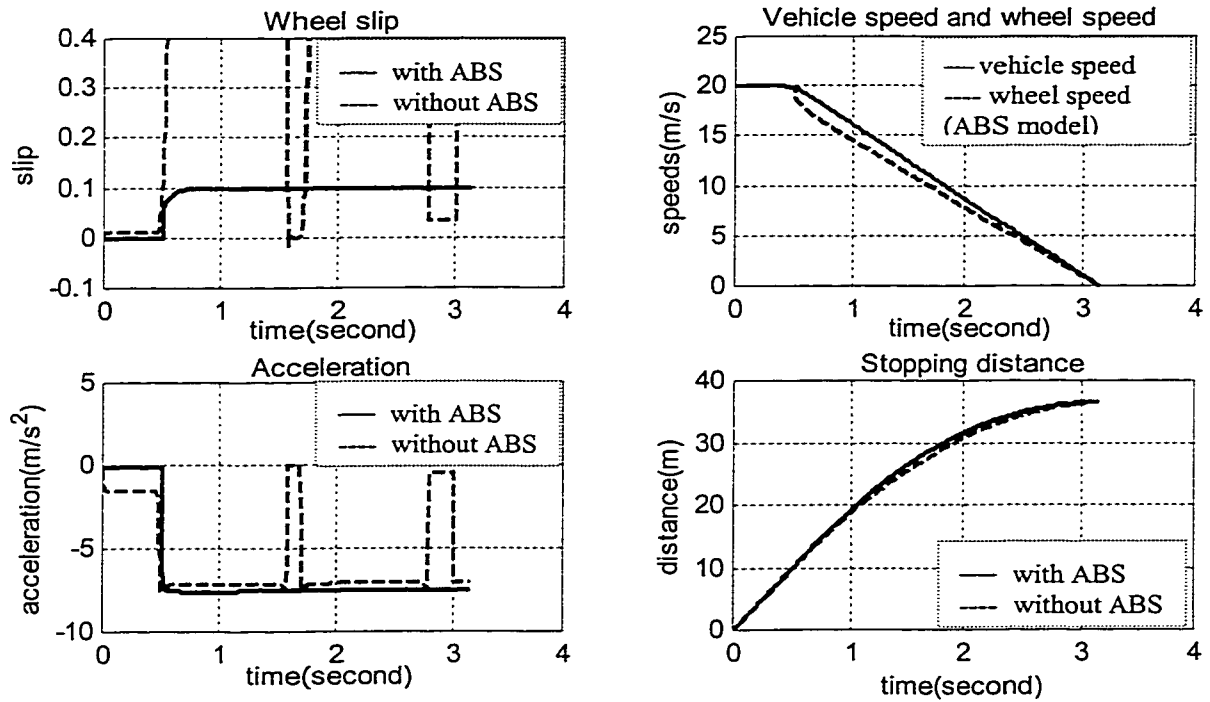 Wheel slip
0.4
0.3
0.2
0.1
0
-0.1
slip
with ABS
without ABS
0 1 2 3 4
time(second)
Vehicle speed and wheel speed
25
20
15
10
5
0
speeds(m/s)
vehicle speed
wheel speed
(ABS model)
0 1 2 3 4
time(second)
Acceleration
5
0
-5
-10
acceleration(m/s²)
with ABS
without ABS
0 1 2 3 4
time(second)
Stopping distance
40
30
20
10
0
distance(m)
with ABS
without ABS
0 1 2 3 4
time(second)